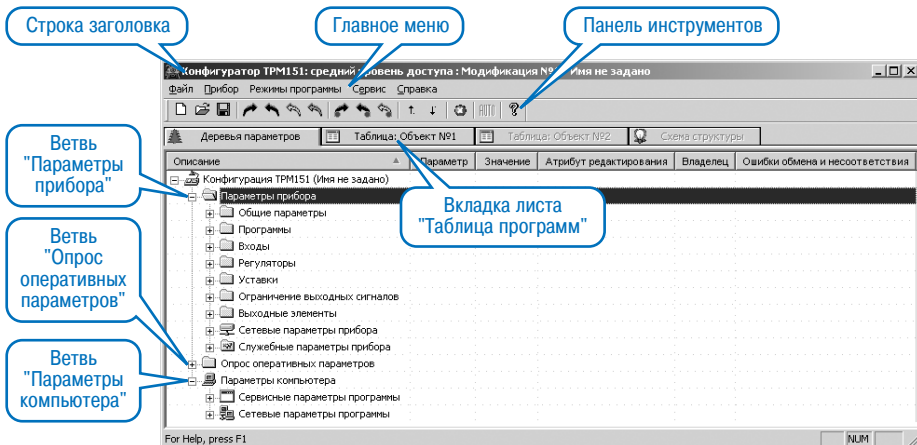 Строка заголовка
Главное меню
Панель инструментов
Конфигуратор ТРМ151: средний уровень доступа : Модификация № Имя не задано
Файл Прибор Режимы программы Сервис Справка
AUTO
Деревья параметров Таблица: Объект №1 Таблица: Объект №2 Схема структуры
Описание Параметр Значение Атрибут редактирования Владелец Ошибки обмена и несоответствия
Конфигурация ТРМ151 (Имя не задано)
Параметры прибора
Общие параметры
Программы
Входы
Регуляторы
Уставки
Ограничение выходных сигналов
Выходные элементы
Сетевые параметры прибора
Служебные параметры прибора
Опрос оперативных параметров
Параметры компьютера
Сервисные параметры программы
Сетевые параметры программы
For Help, press F1
NUM
Ветвь
"Параметры
прибора"
Вкладка листа
"Таблица программ"
Ветвь
"Опрос
оперативных
параметров"
Ветвь
"Параметры
компьютера"